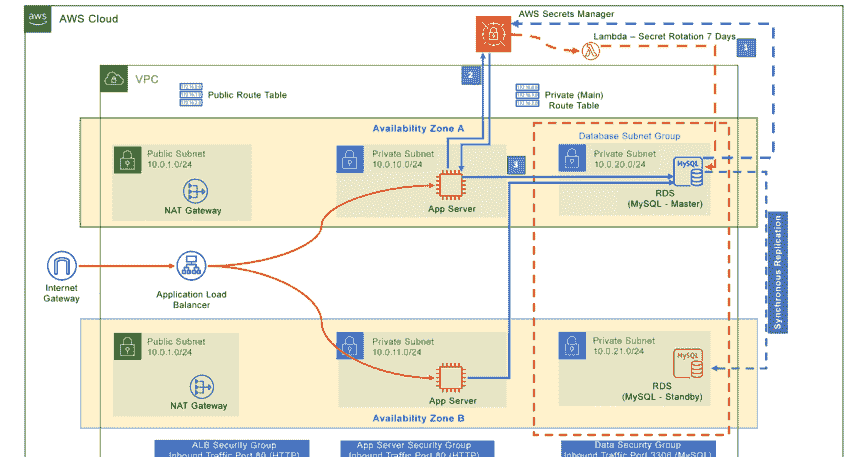 aws
AWS Cloud
AWS Secrets Manager
Lambda – Secret Rotation 7 Days
1
2
VPC
Public Route Table
Private (Main)
Route Table
Availability Zone A
Database Subnet Group
Public Subnet
10.0.1.0/24
NAT Gateway
Private Subnet
10.0.10.0/24
App Server
3
Private Subnet
10.0.20.0/24
MySQL
RDS
(MySQL - Master)
Synchronous Replication
Internet
Gateway
Application Load
Balancer
Public Subnet
10.0.1.0/24
NAT Gateway
Private Subnet
10.0.11.0/24
App Server
Private Subnet
10.0.21.0/24
MySQL
RDS
(MySQL - Standby)
Availability Zone B
ALB Security Group
Inbound Traffic Port 80 (HTTP)
App Server Security Group
Inbound Traffic Port 80 (HTTP)
Data Security Group
Inbound Traffic Port 3306 (MySQL)